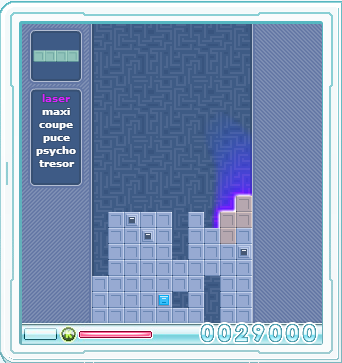 laser
maxi
coupe
puce
psycho
tresor
0029000